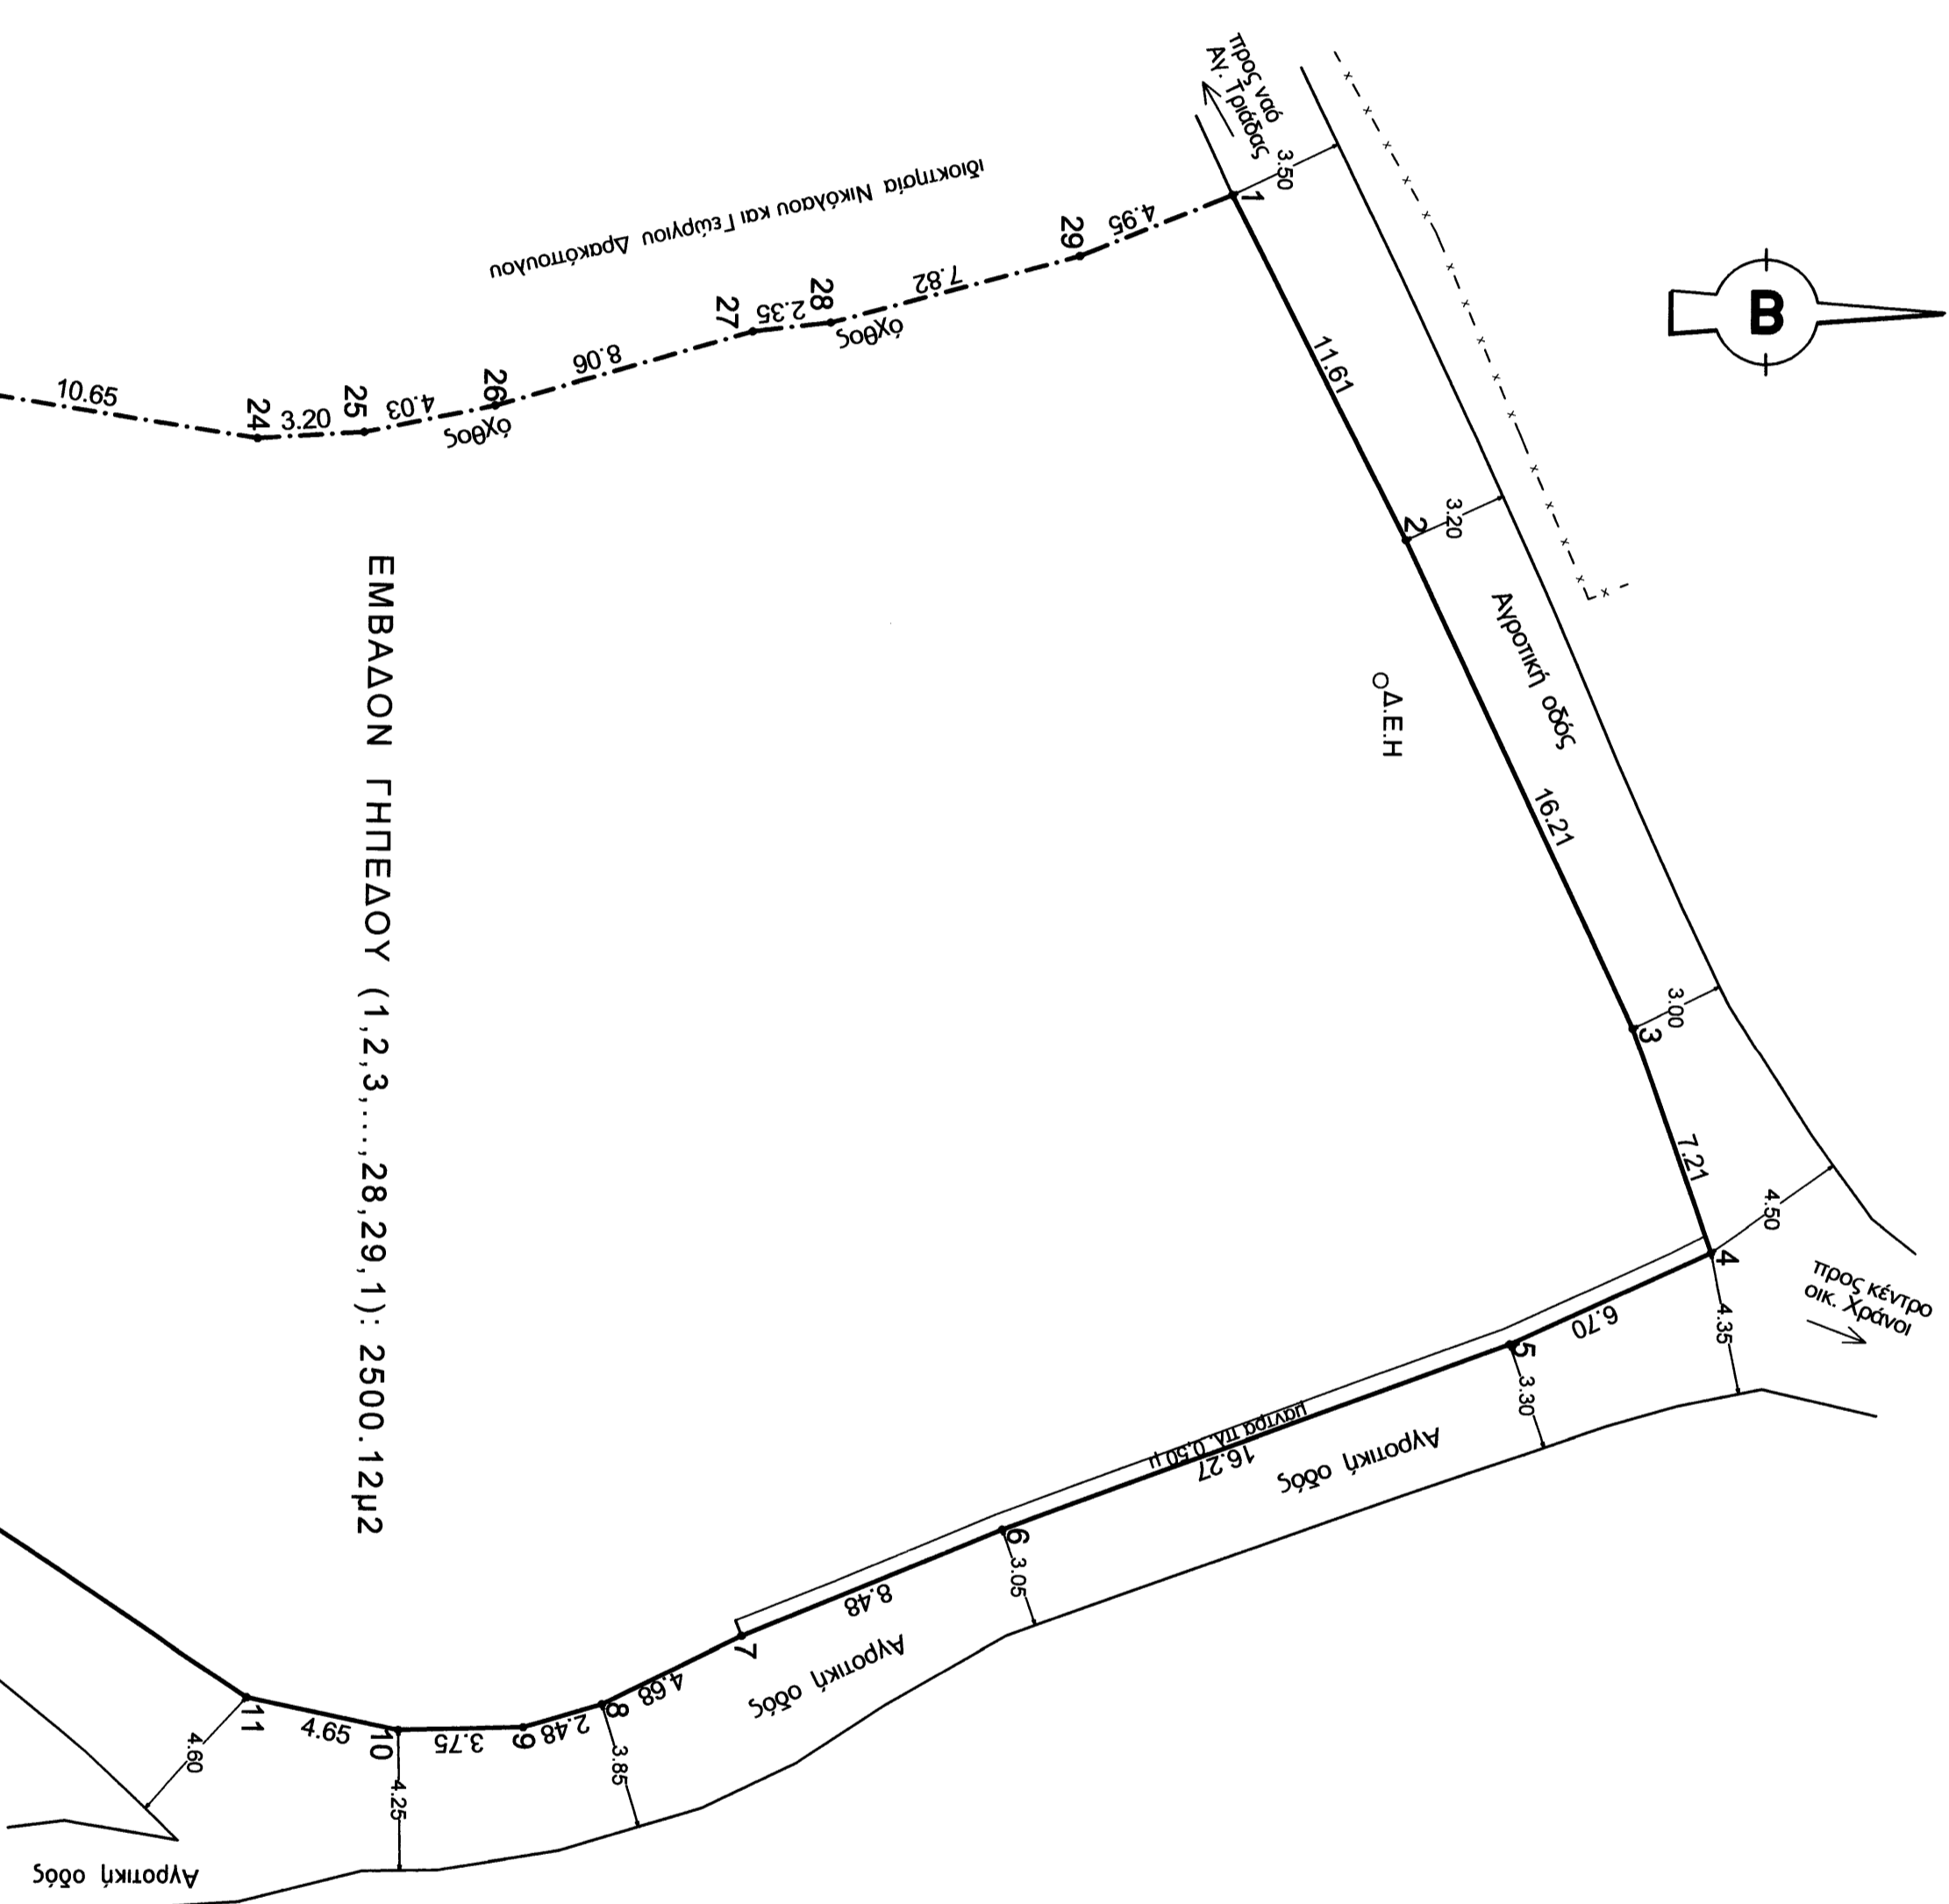 προς ναό
Αγ. Τριάδας
3.50
1
ιδιοκτησία Νικόλαου και Γεώργιου Δρακόπουλου
4.95
29
7.82
28
όχθος
2.35
27
8.06
26
όχθος
4.03
25
3.20
24
10.65
B
11.61
3.20
2
Αγροτική οδός
Δ.Ε.Η
16.21
3.00
3
7.21
4.50
4
προς κέντρο
οικ. Χράνοι
4.35
6.70
5
3.30
μαντρα πλ. 0.50 μ
16.27
Αγροτική οδός
6
3.05
8.48
7
Αγροτική οδός
4.68
8
3.85
2.48
9
3.75
10
4.25
4.65
11
4.60
Αγροτική οδός
ΕΜΒΑΔΟΝ ΓΗΠΕΔΟΥ (1,2,3,...,28,29,1): 2500.12μ2